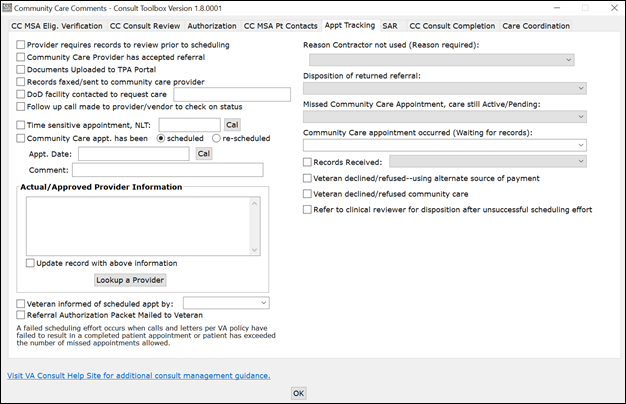 Community Care Comments - Consult Toolbox Version 1.8.0001
CC MSA Elig. Verification CC Consult Review Authorization CC MSA Pt Contacts Appt Tracking SAR CC Consult Completion Care Coordination
Provider requires records to review prior to scheduling
Community Care Provider has accepted referral
Documents Uploaded to TPA Portal
Records faxed/sent to community care provider
DoD facility contacted to request care
Follow up call made to provider/vendor to check on status
Time sensitive appointment, NLT: Cal
Community Care appt. has been scheduled re-scheduled
Appt. Date: Cal
Comment:
Actual/Approved Provider Information
Update record with above information
Lookup a Provider
Veteran informed of scheduled appt by:
Referral Authorization Packet Mailed to Veteran
A failed scheduling effort occurs when calls and letters per VA policy have
failed to result in a completed patient appointment or patient has exceeded
the number of missed appointments allowed.
Reason Contractor not used (Reason required):
Disposition of returned referral:
Missed Community Care Appointment, care still Active/Pending:
Community Care appointment occurred (Waiting for records):
Records Received:
Veteran declined/refused--using alternate source of payment
Veteran declined/refused community care
Refer to clinical reviewer for disposition after unsuccessful scheduling effort
Visit VA Consult Help Site for additional consult management guidance.
OK